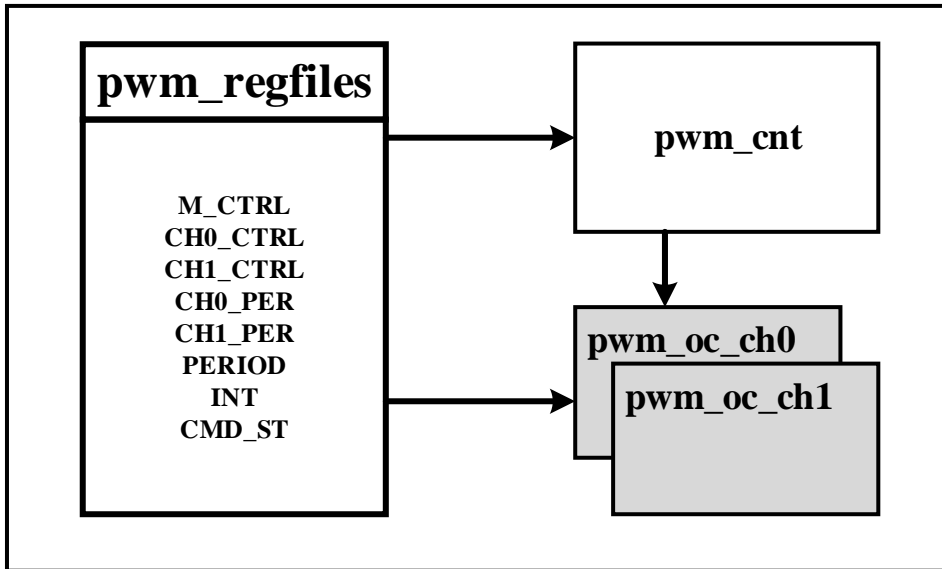 pwm_regfiles
M_CTRL
CH0_CTRL
CH1_CTRL
CH0_PER
CH1_PER
PERIOD
INT
CMD_ST
pwm_cnt
pwm_oc_ch0
pwm_oc_ch1